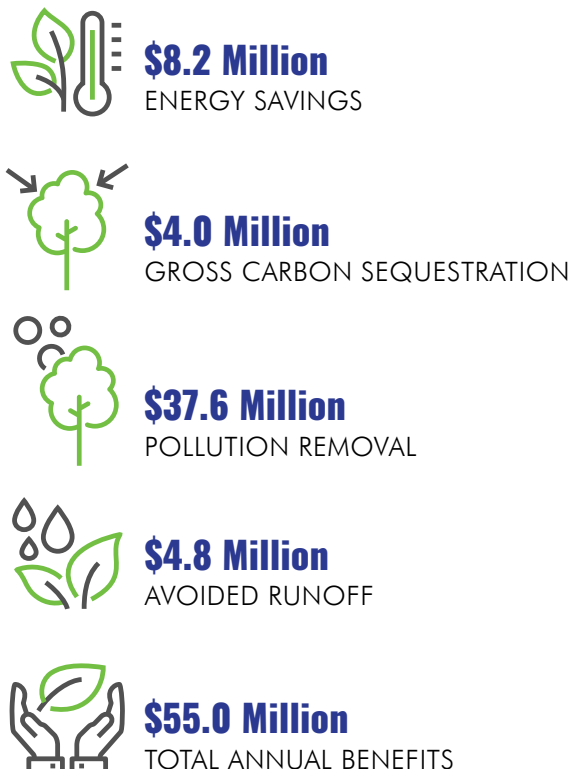 $8.2 Million
ENERGY SAVINGS
$4.0 Million
GROSS CARBON SEQUESTRATION
$37.6 Million
POLLUTION REMOVAL
$4.8 Million
AVOIDED RUNOFF
$55.0 Million
TOTAL ANNUAL BENEFITS